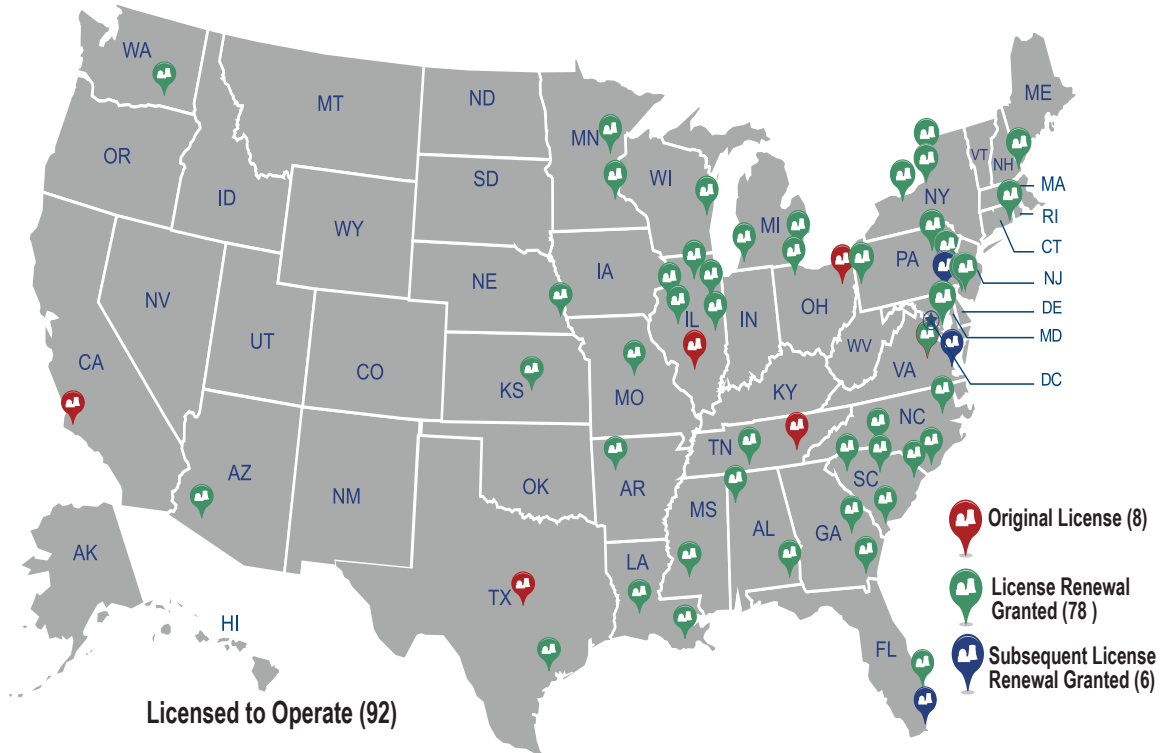 WA
MT
ND
MN
ME
OR
ID
SD
WI
MI
VT
NH
NY
MA
RI
CT
WY
IA
NE
PA
NJ
NV
UT
CO
IL
IN
OH
WV
DE
MD
DC
CA
KS
MO
KY
VA
AZ
NM
OK
AR
TN
NC
SC
MS
AL
GA
AK
HI
TX
LA
FL
Original License (8)
License Renewal
Granted (78 )
Subsequent License
Renewal Granted (6)
Licensed to Operate (92)